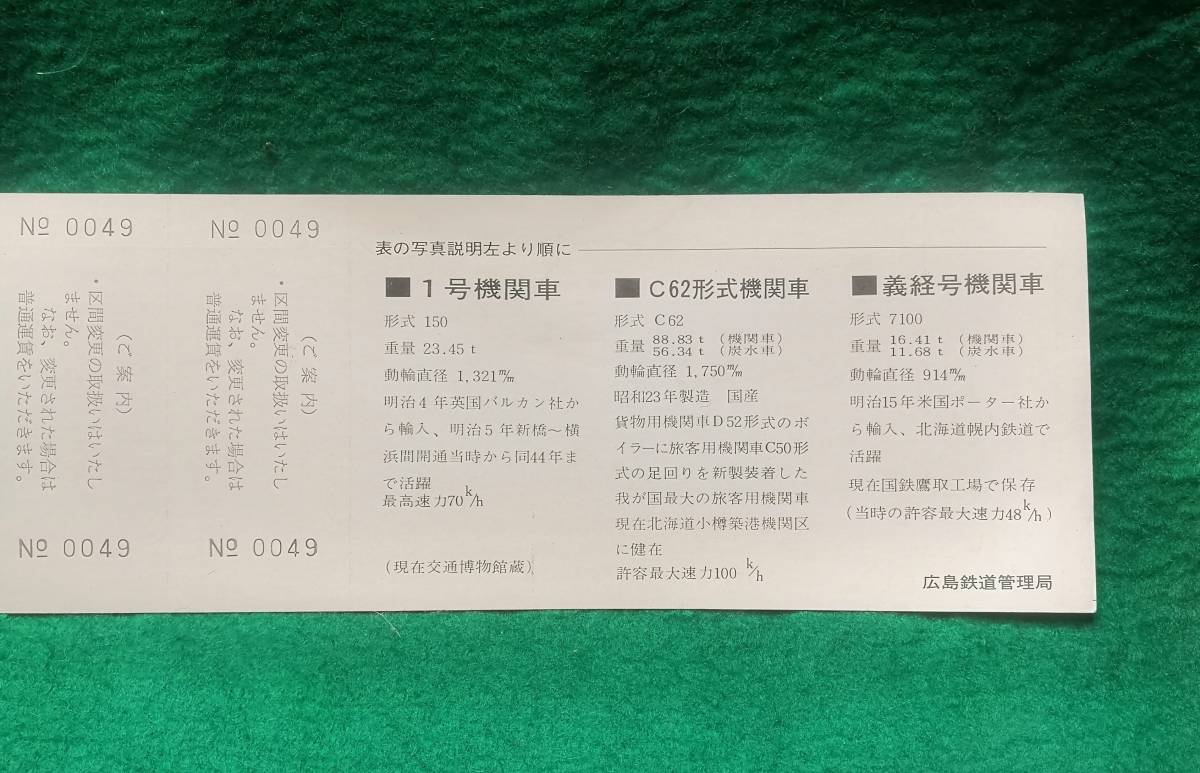 № 0049
(ご案内)
・区間変更の取扱いはいたし
ません。
なお、変更された場合は
普通運賃をいただきます。
№ 0049
№ 0049
(ご案内)
・区間変更の取扱いはいたし
ません。
なお、変更された場合は
普通運賃をいただきます。
№ 0049
表の写真説明左より順に
■1号機関車
形式 150
重量 23.45t
動輪直径 1,321m/m
明治4年英国バルカン社か
ら輸入、明治5年新橋〜横
浜間開通当時から同44年ま
で活躍
最高速力70k/h
(現在交通博物館蔵)
■C62形式機関車
形式 C62
重量 88.83t (機関車)
56.34t (炭水車)
動輪直径 1,750m/m
昭和23年製造 国産
貨物用機関車D52形式のボ
イラーに旅客用機関車C50形
式の足回りを新製装着した
我が国最大の旅客用機関車
現在北海道小樽築港機関区
に健在
許容最大速力100 k/h
■義経号機関車
形式 7100
重量 16.41t (機関車)
11.68t (炭水車)
動輪直径 914m/m
明治15年米国ポーター社か
ら輸入、北海道幌内鉄道で
活躍
現在国鉄鷹取工場で保存
(当時の許容最大速力48k/h)
広島鉄道管理局